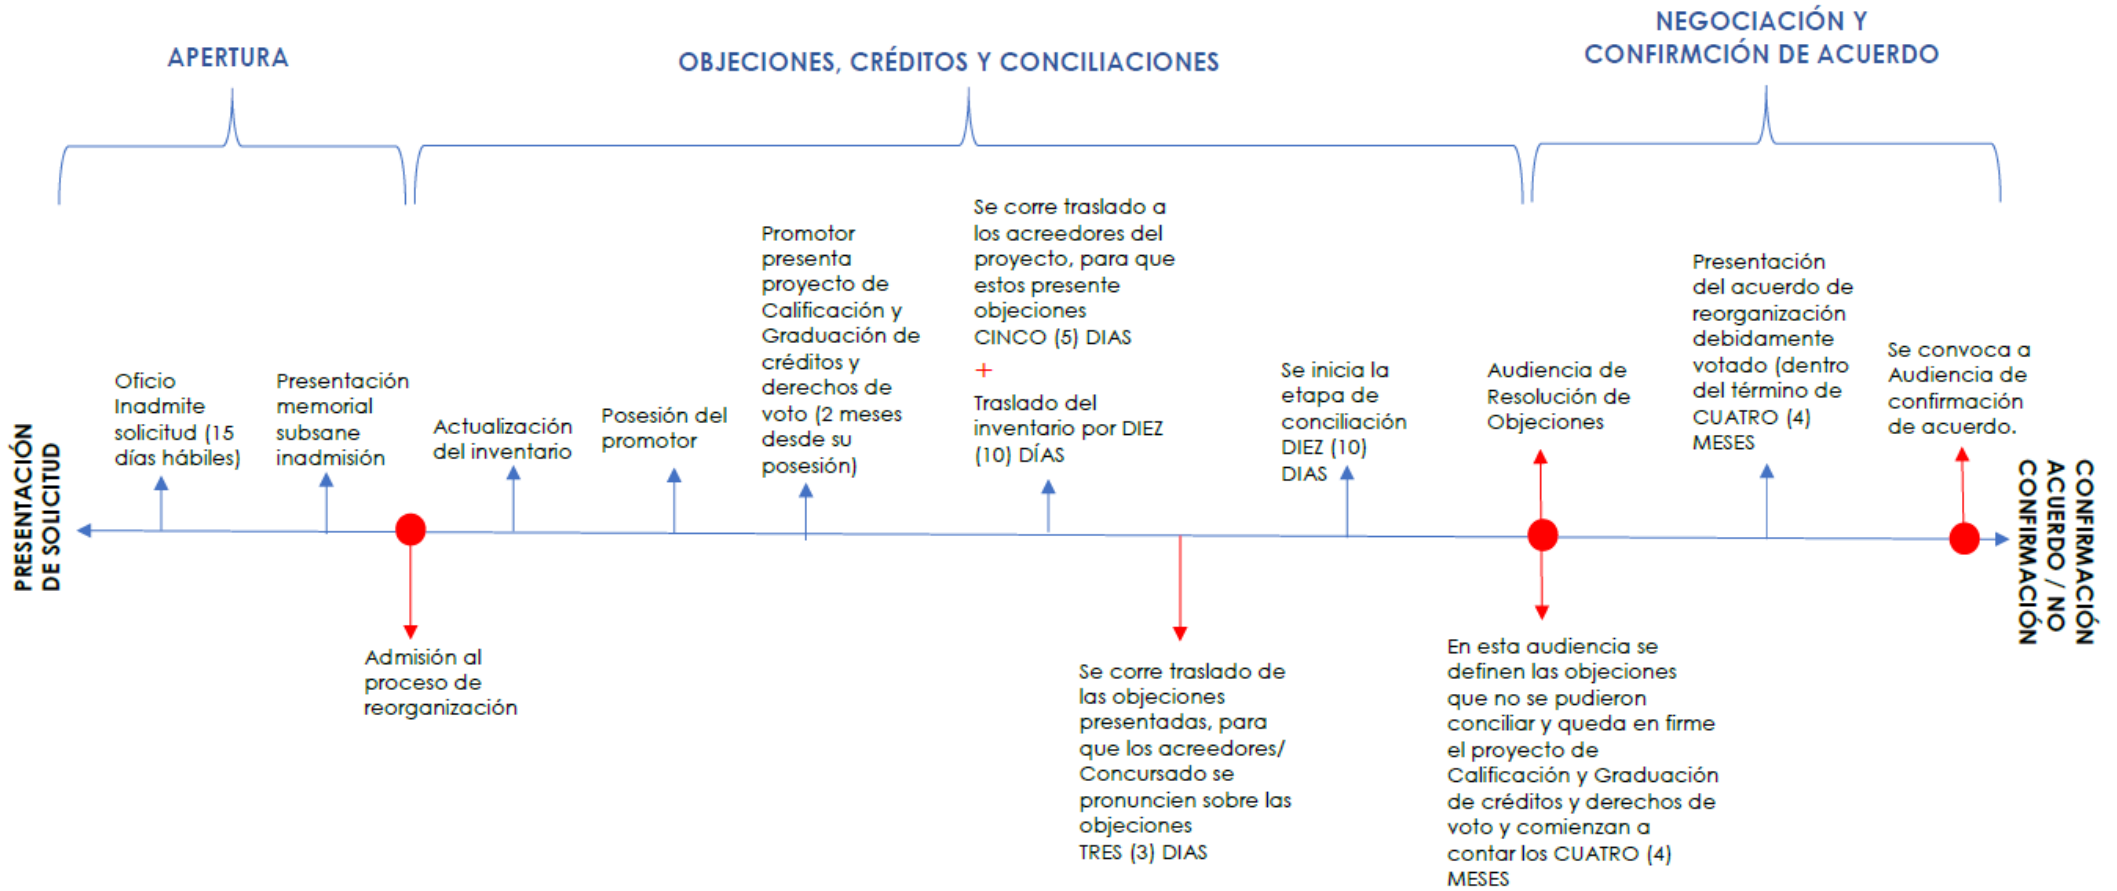 APERTURA
OBJECIONES, CRÉDITOS Y CONCILIACIONES
NEGOCIACIÓN Y
CONFIRMCIÓN DE ACUERDO
PRESENTACIÓN
DE SOLICITUD
Oficio
Inadmite
solicitud (15
días hábiles)
Presentación
memorial
subsane
inadmisión
Admisión al
proceso de
reorganización
Actualización
del inventario
Posesión del
promotor
Promotor
presenta
proyecto de
Calificación y
Graduación de
créditos y
derechos de
voto (2 meses
desde su
posesión)
Se corre traslado a
los acreedores del
proyecto, para que
estos presente
objeciones
CINCO (5) DIAS
+
Traslado del
inventario por DIEZ
(10) DÍAS
Se corre traslado de
las objeciones
presentadas, para
que los acreedores/
Concursado se
pronuncien sobre las
objeciones
TRES (3) DIAS
Se inicia la
etapa de
conciliación
DIEZ (10)
DIAS
Audiencia de
Resolución de
Objeciones
En esta audiencia se
definen las objeciones
que no se pudieron
conciliar y queda en firme
el proyecto de
Calificación y Graduación
de créditos y derechos de
voto y comienzan a
contar los CUATRO (4)
MESES
Presentación
del acuerdo de
reorganización
debidamente
votado (dentro
del término de
CUATRO (4)
MESES
Se convoca a
Audiencia de
confirmación
de acuerdo.
CONFIRMACIÓN
ACUERDO / NO
CONFIRMACIÓN